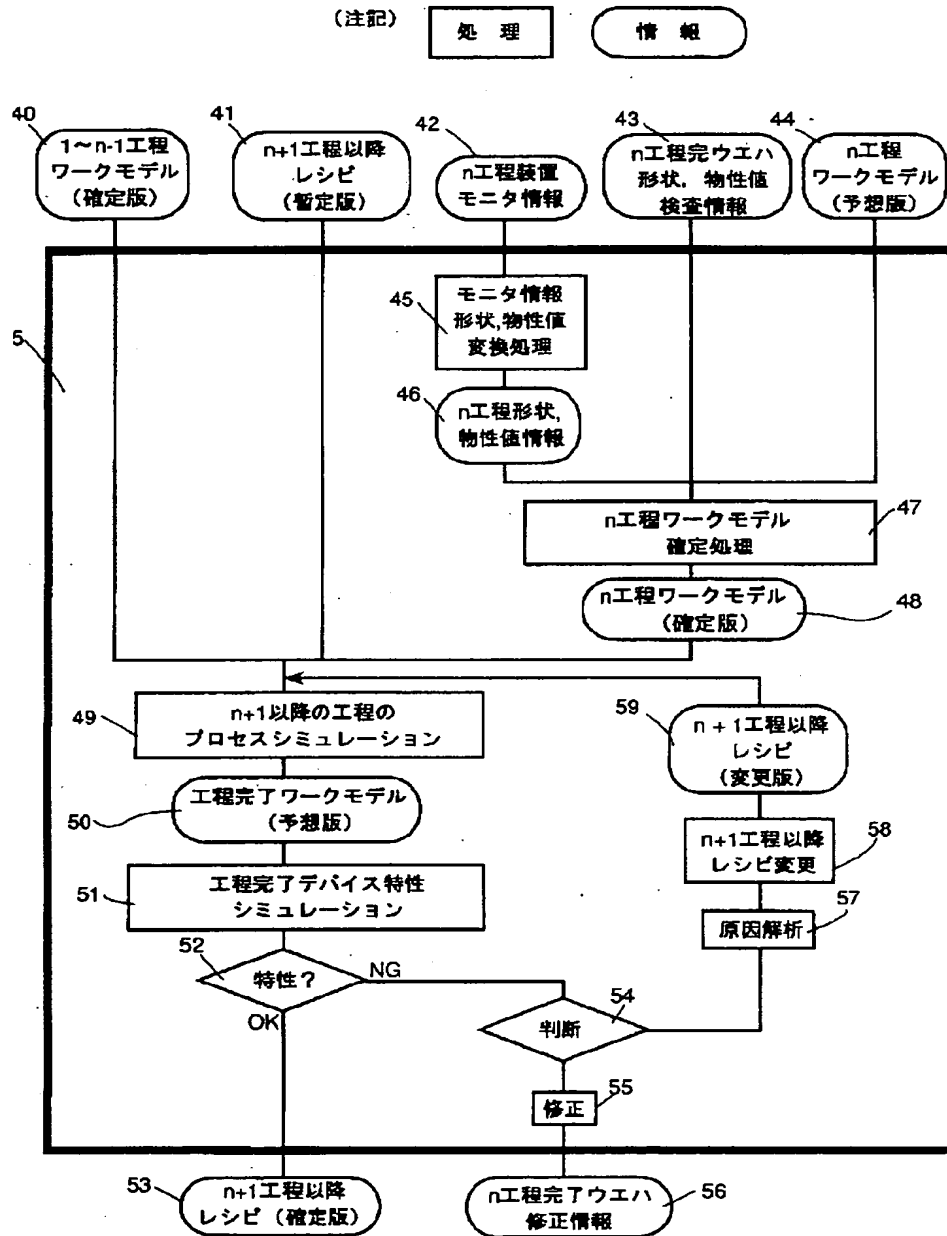 (注記)
処 理
情 報
40
1～n-1工程
ワークモデル
(確定版)
41
n+1工程以降
レシピ
(暫定版)
42
n工程装置
モニタ情報
43
n工程完ウエハ
形状，物性値
検査情報
44
n工程
ワークモデル
(予想版)
5
45
モニタ情報
形状,物性値
変換処理
46
n工程形状,
物性値情報
47
n工程ワークモデル
確定処理
48
n工程ワークモデル
(確定版)
49
n+1以降の工程の
プロセスシミュレーション
50
工程完了ワークモデル
(予想版)
51
工程完了デバイス特性
シミュレーション
52
特性？
NG
OK
53
n+1工程以降
レシピ（確定版）
54
判断
55
修正
56
n工程完了ウエハ
修正情報
57
原因解析
58
n+1工程以降
レシピ変更
59
n＋1工程以降
レシピ
(変更版)